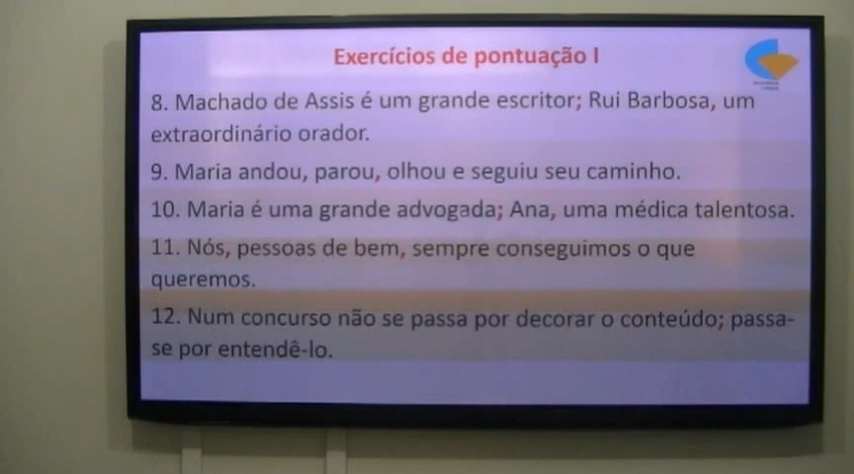 Exercícios de pontuação I
8. Machado de Assis é um grande escritor; Rui Barbosa, um
extraordinário orador.
9. Maria andou, parou, olhou e seguiu seu caminho.
10. Maria é uma grande advogada; Ana, uma médica talentosa.
11. Nós, pessoas de bem, sempre conseguimos o que
queremos.
12. Num concurso não se passa por decorar o conteúdo; passa-
se por entendê-lo.